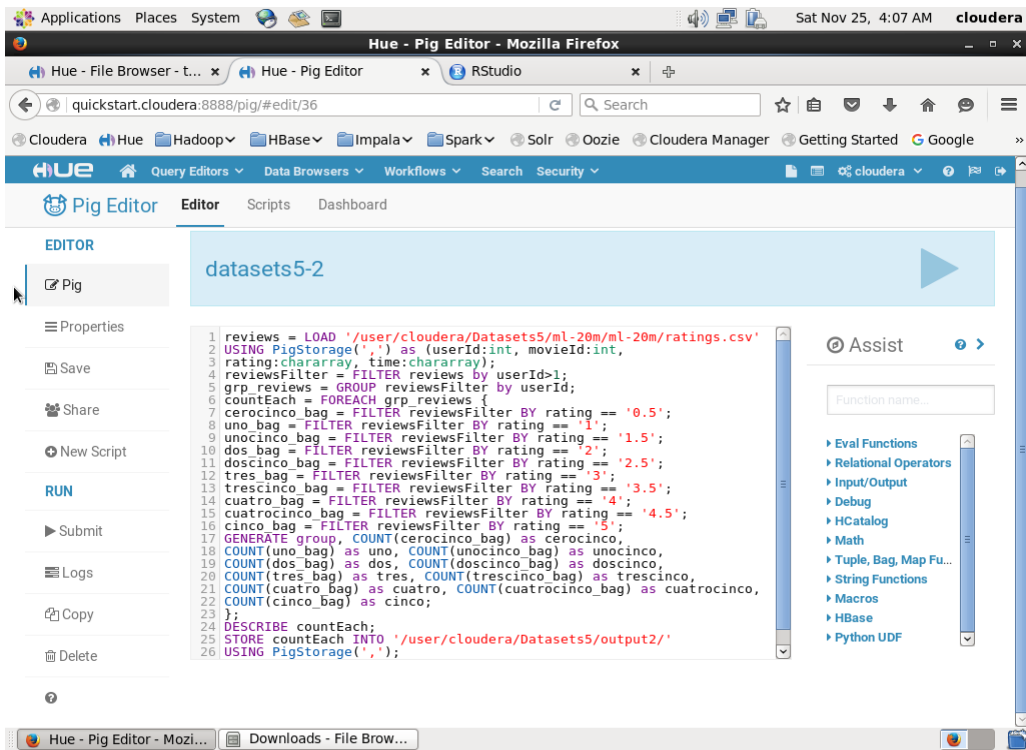 Applications Places System
Sat Nov 25, 4:07 AM cloudera
Hue - Pig Editor - Mozilla Firefox
Hue - File Browser - t... x
Hue - Pig Editor x
RStudio x
quickstart.cloudera:8888/pig/#edit/36
Search
Cloudera Hue Hadoop HBase Impala Spark Solr Oozie Cloudera Manager Getting Started Google »
HUE Query Editors Data Browsers Workflows Search Security cloudera
Pig Editor Editor Scripts Dashboard
EDITOR
Pig
Properties
Save
Share
New Script
RUN
Submit
Logs
Copy
Delete
datasets5-2
1 reviews = LOAD '/user/cloudera/Datasets5/ml-20m/ml-20m/ratings.csv'
2 USING PigStorage(',') as (userId:int, movieId:int,
3 rating:chararray, time:chararray);
4 reviewsFilter = FILTER reviews by userId>1;
5 grp_reviews = GROUP reviewsFilter by userId;
6 countEach = FOREACH grp_reviews {
7 cerocinco_bag = FILTER reviewsFilter BY rating == '0.5';
8 uno_bag = FILTER reviewsFilter BY rating == '1';
9 unocinco_bag = FILTER reviewsFilter BY rating == '1.5';
10 dos_bag = FILTER reviewsFilter BY rating == '2';
11 doscinco_bag = FILTER reviewsFilter BY rating == '2.5';
12 tres_bag = FILTER reviewsFilter BY rating == '3';
13 trescinco_bag = FILTER reviewsFilter BY rating == '3.5';
14 cuatro_bag = FILTER reviewsFilter BY rating == '4';
15 cuatrocinco_bag = FILTER reviewsFilter BY rating == '4.5';
16 cinco_bag = FILTER reviewsFilter BY rating == '5';
17 GENERATE group, COUNT(cerocinco_bag) as cerocinco,
18 COUNT(uno_bag) as uno, COUNT(unocinco_bag) as unocinco,
19 COUNT(dos_bag) as dos, COUNT(doscinco_bag) as doscinco,
20 COUNT(tres_bag) as tres, COUNT(trescinco_bag) as trescinco,
21 COUNT(cuatro_bag) as cuatro, COUNT(cuatrocinco_bag) as cuatrocinco,
22 COUNT(cinco_bag) as cinco;
23 };
24 DESCRIBE countEach;
25 STORE countEach INTO '/user/cloudera/Datasets5/output2/'
26 USING PigStorage(',');
Assist
Function name...
Eval Functions
Relational Operators
Input/Output
Debug
HCatalog
Math
Tuple, Bag, Map Fu...
String Functions
Macros
HBase
Python UDF
Hue - Pig Editor - Mozi...
Downloads - File Brow...